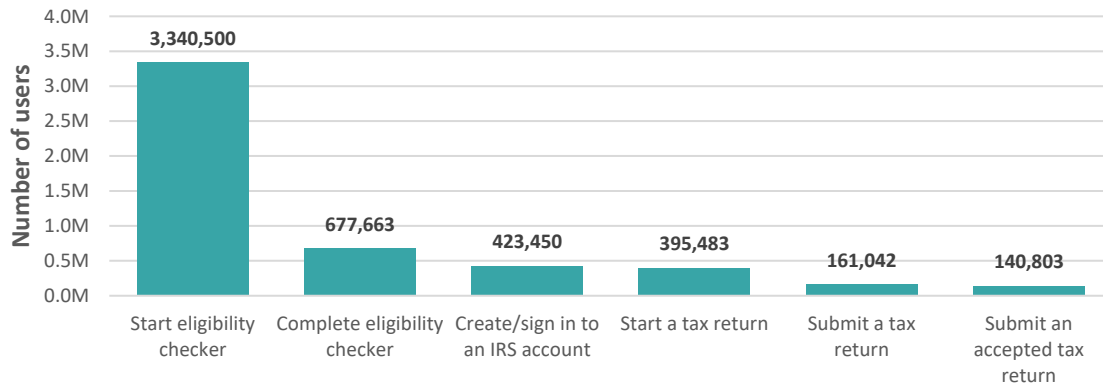 Number of users
4.0M
3.5M
3.0M
2.5M
2.0M
1.5M
1.0M
0.5M
0.0M
3,340,500
677,663
423,450
395,483
161,042
140,803
Start eligibility
checker
Complete eligibility
checker
Create/sign in to
an IRS account
Start a tax return
Submit a tax
return
Submit an
accepted tax
return